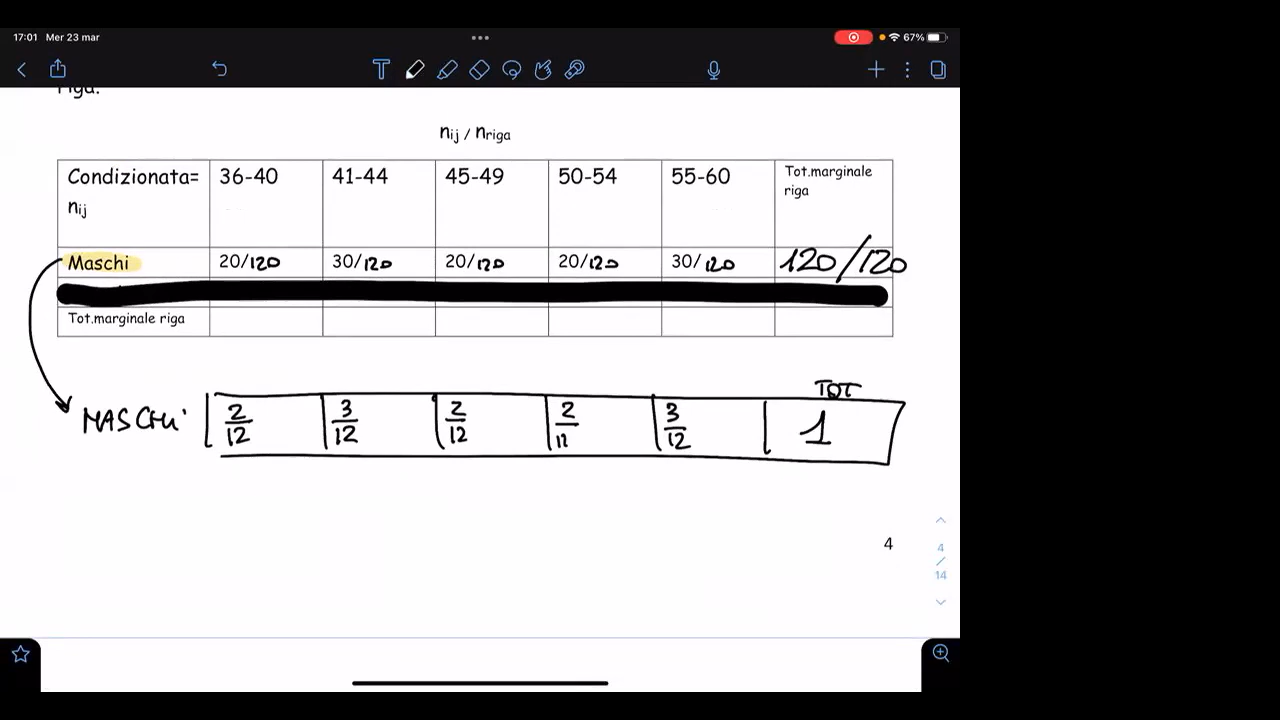 17:01 Mer 23 mar
67%
riga.
nij / nriga
Condizionata= nij 36-40 41-44 45-49 50-54 55-60 Tot.marginale riga
Maschi 20/120 30/120 20/120 20/120 30/120 120/120
Tot.marginale riga
TOT
MASCHI 2/12 3/12 2/12 2/12 3/12 1
4
4
/
14